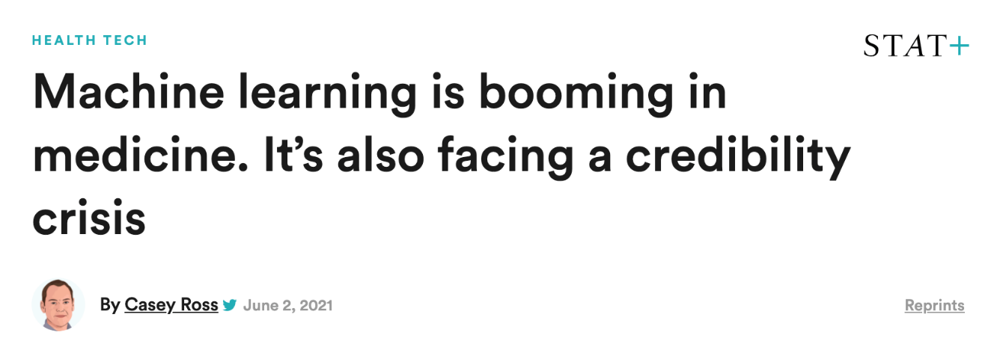 HEALTH TECH
STAT+
Machine learning is booming in
medicine. It’s also facing a credibility
crisis
By Casey Ross June 2, 2021
Reprints